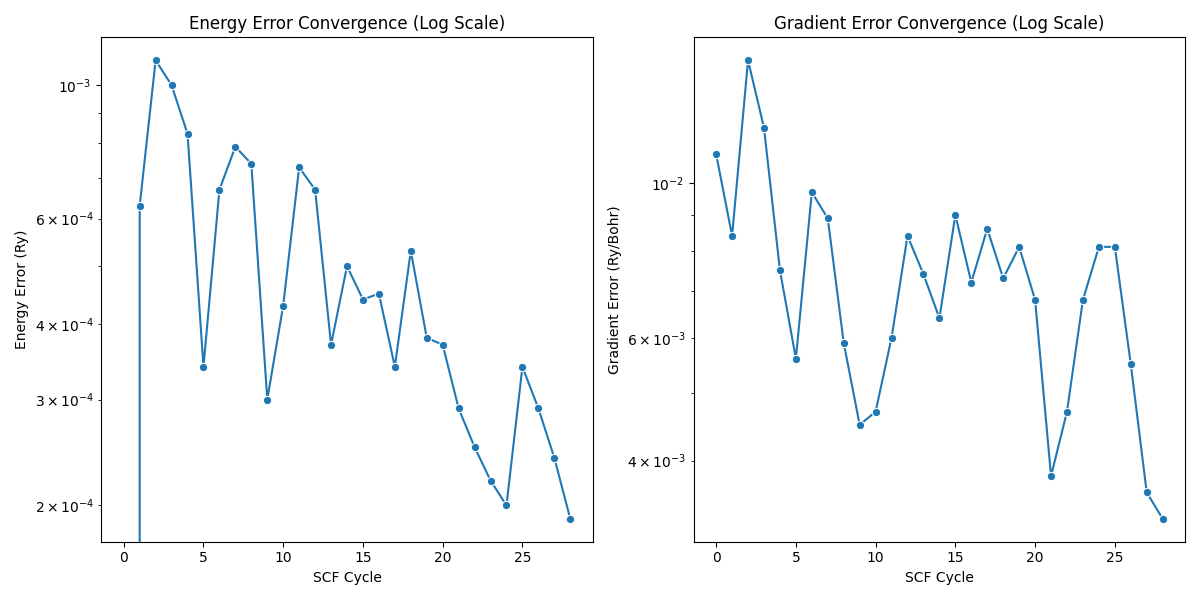 Energy Error Convergence (Log Scale)
Energy Error (Ry)
10⁻³
6 × 10⁻⁴
4 × 10⁻⁴
3 × 10⁻⁴
2 × 10⁻⁴
0 5 10 15 20 25
SCF Cycle
Gradient Error Convergence (Log Scale)
Gradient Error (Ry/Bohr)
10⁻²
6 × 10⁻³
4 × 10⁻³
0 5 10 15 20 25
SCF Cycle